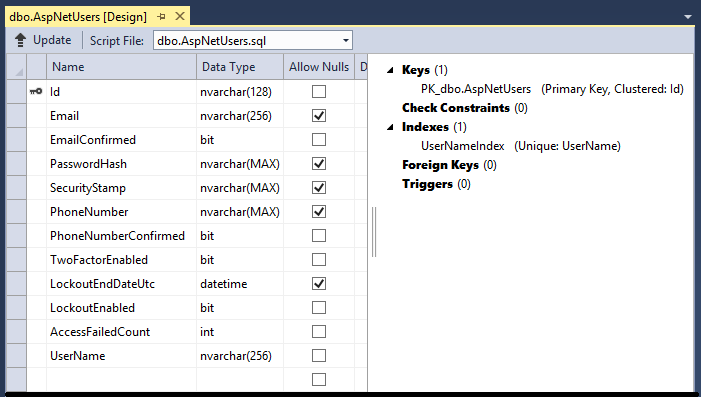 dbo.AspNetUsers [Design]
Update Script File: dbo.AspNetUsers.sql
Name Data Type Allow Nulls D
Id nvarchar(128)
Email nvarchar(256)
EmailConfirmed bit
PasswordHash nvarchar(MAX)
SecurityStamp nvarchar(MAX)
PhoneNumber nvarchar(MAX)
PhoneNumberConfirmed bit
TwoFactorEnabled bit
LockoutEndDateUtc datetime
LockoutEnabled bit
AccessFailedCount int
UserName nvarchar(256)
Keys (1)
PK_dbo.AspNetUsers (Primary Key, Clustered: Id)
Check Constraints (0)
Indexes (1)
UserNameIndex (Unique: UserName)
Foreign Keys (0)
Triggers (0)